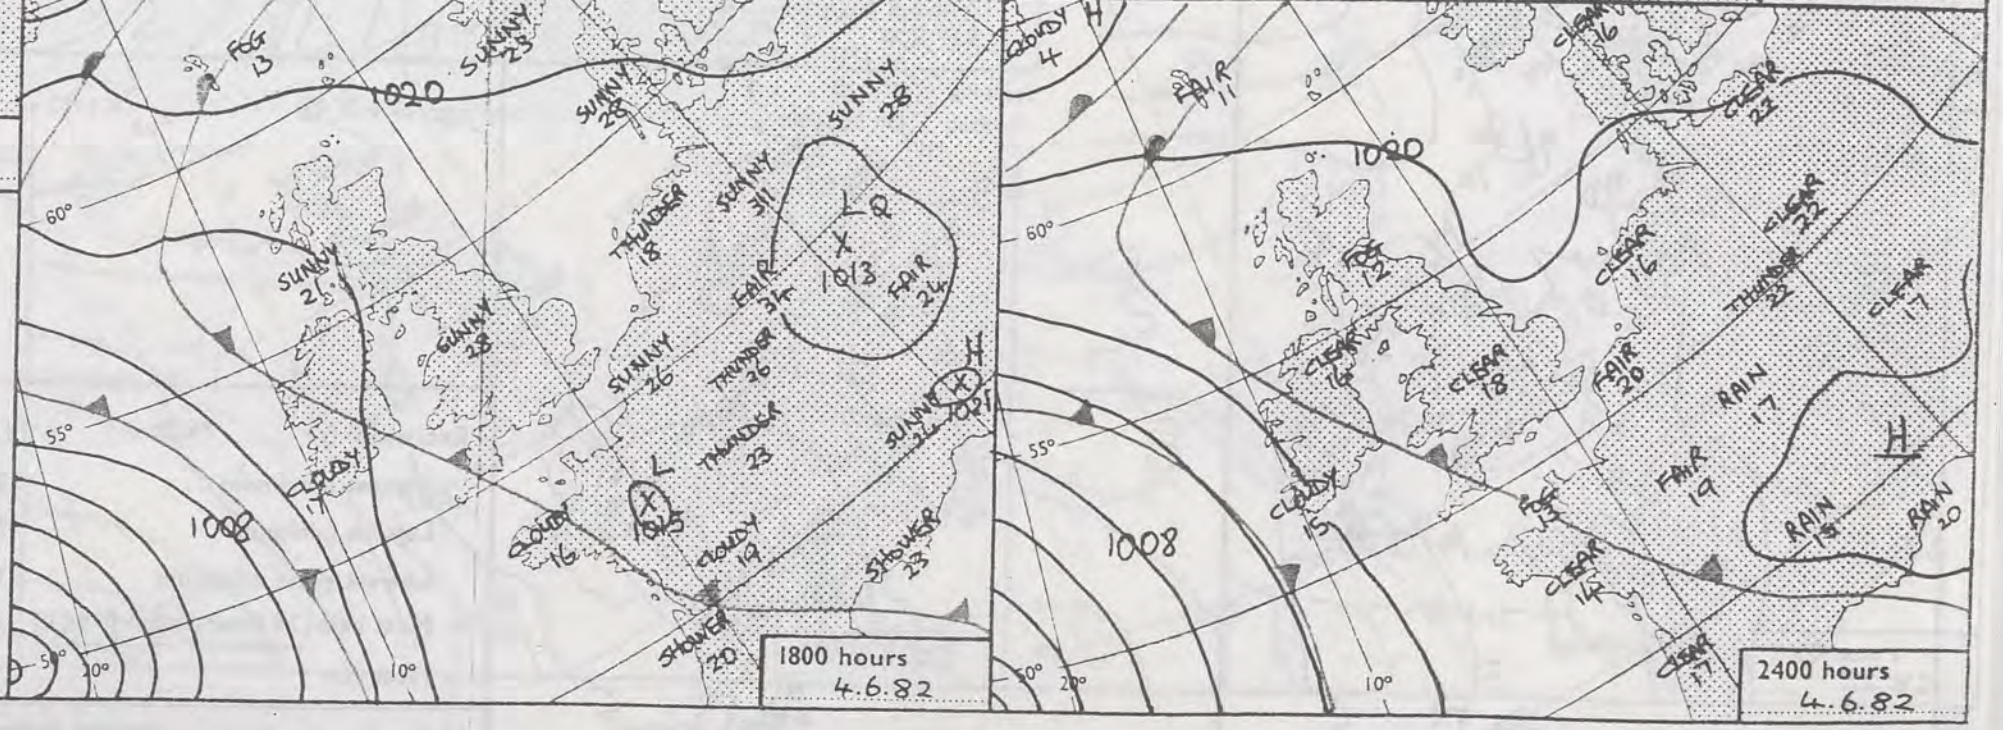 FOG
13
SUNNY
23
1020
SUNNY
28
SUNNY
28
60°
THUNDER
18
SUNNY
31
L Q
X
1013
FAIR
24
FAIR
SUNNY
SUNNY
28
SUNNY
26
THUNDER
26
H
X
1021
SUNNY
24
55°
CLOUDY
17
THUNDER
23
L
X
1015
1008
CLOUDY
16
CLOUDY
19
SHOWER
23
SHOWER
20
50°
20°
10°
1800 hours
4.6.82
CLOUDY
4
H
CLEAR
16
FAIR
11
CLEAR
22
1020
60°
FOG
12
CLEAR
16
CLEAR
22
THUNDER
22
CLEAR
17
CLEAR
14
CLEAR
18
FAIR
20
RAIN
17
55°
H
CLOUDY
15
FOG
13
FAIR
19
RAIN
15
RAIN
20
1008
CLEAR
14
CLEAR
17
50°
20°
10°
2400 hours
4.6.82